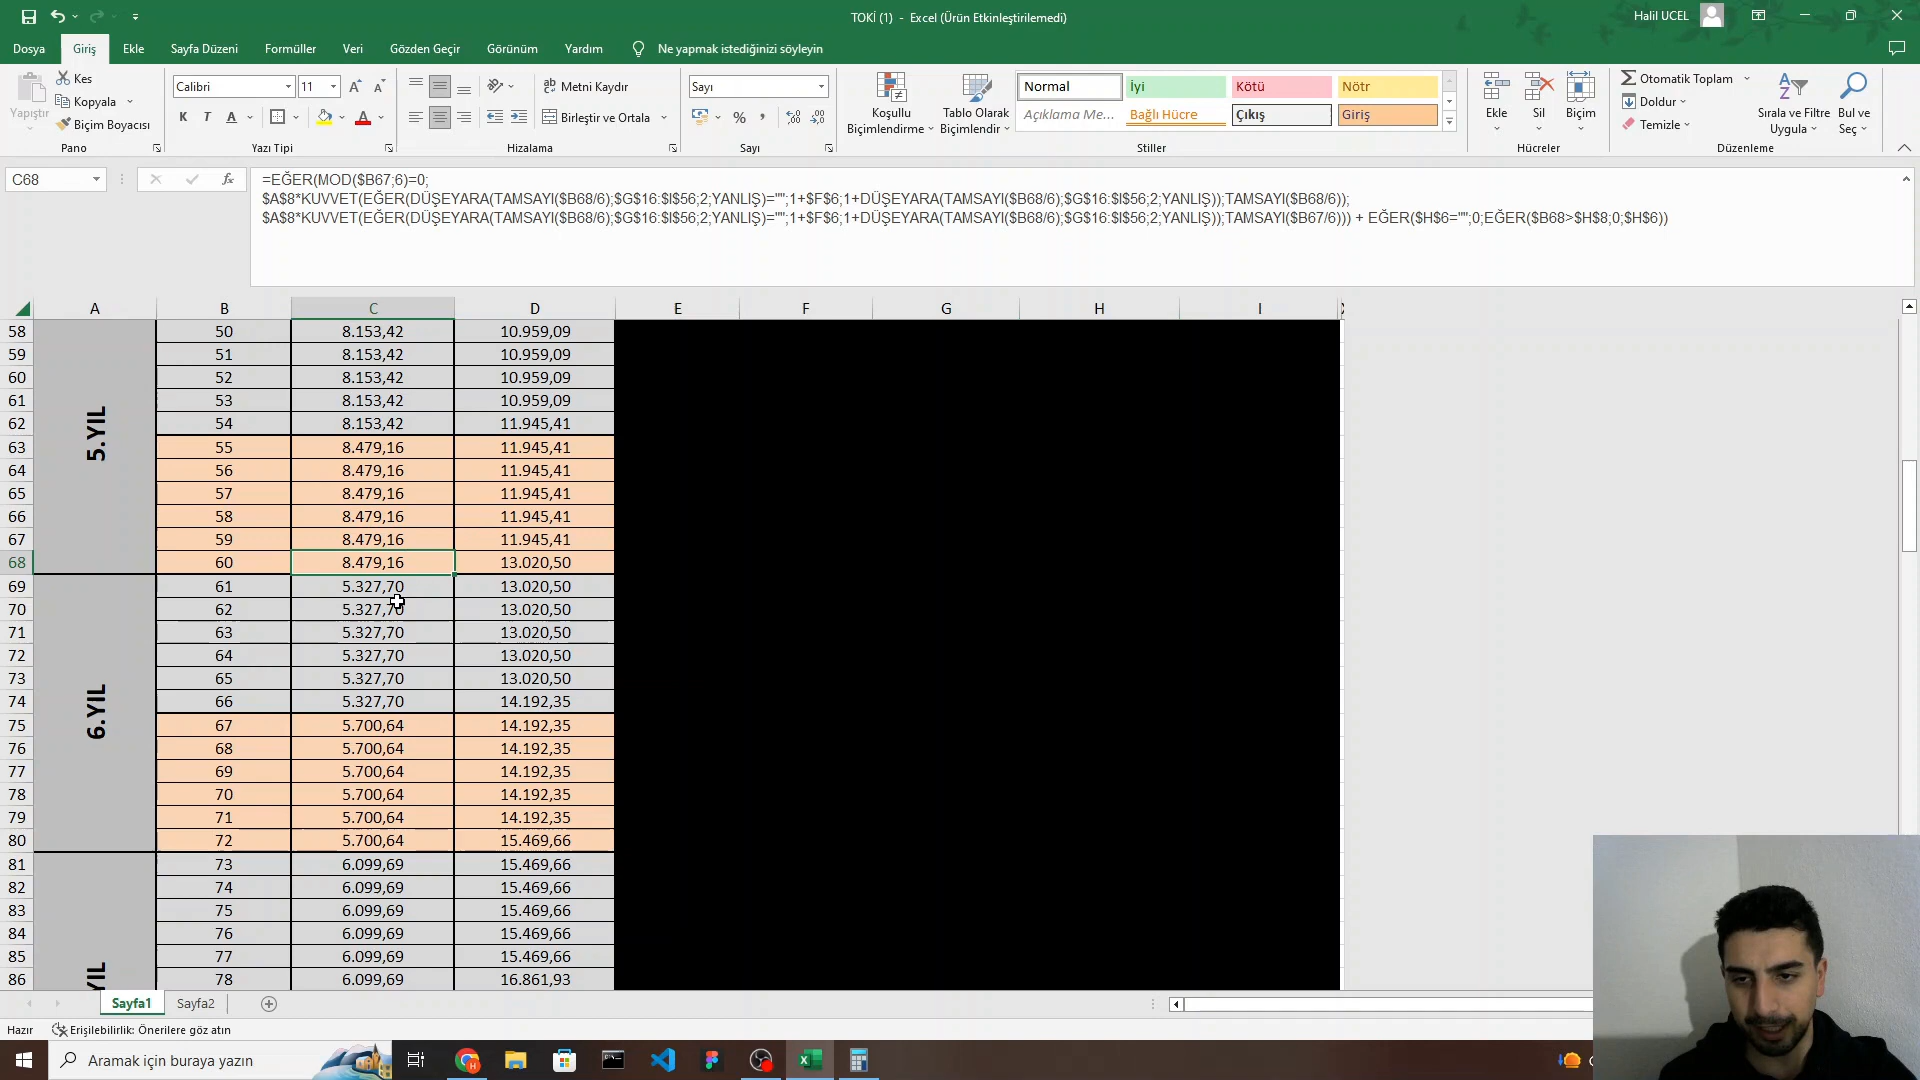 TOKİ (1) - Excel (Ürün Etkinleştirilemedi)
Halil UCEL
Dosya Giriş Ekle Sayfa Düzeni Formüller Veri Gözden Geçir Görünüm Yardım Ne yapmak istediğinizi söyleyin
Yapıştır
Kes
Kopyala
Biçim Boyacısı
Pano
Calibri 11
K T A
Yazı Tipi
Metni Kaydır
Birleştir ve Ortala
Hizalama
Sayı
Sayı
Koşullu Biçimlendirme
Tablo Olarak Biçimlendir
Normal İyi Kötü Nötr
Açıklama Me... Bağlı Hücre Çıkış Giriş
Stiller
Ekle Sil Biçim
Hücreler
Otomatik Toplam
Doldur
Temizle
Sırala ve Filtre Uygula
Bul ve Seç
Düzenleme
C68
fx
=EĞER(MOD($B67;6)=0;
$A$8*KUVVET(EĞER(DÜŞEYARA(TAMSAYI($B68/6);$G$16:$I$56;2;YANLIŞ)="";1+$F$6;1+DÜŞEYARA(TAMSAYI($B68/6);$G$16:$I$56;2;YANLIŞ));TAMSAYI($B68/6));
$A$8*KUVVET(EĞER(DÜŞEYARA(TAMSAYI($B68/6);$G$16:$I$56;2;YANLIŞ)="";1+$F$6;1+DÜŞEYARA(TAMSAYI($B68/6);$G$16:$I$56;2;YANLIŞ));TAMSAYI($B67/6))) + EĞER($H$6="";0;EĞER($B68>$H$8;0;$H$6))
A B C D E F G H I
58 50 8.153,42 10.959,09
59 51 8.153,42 10.959,09
60 52 8.153,42 10.959,09
61 53 8.153,42 10.959,09
62 54 8.153,42 11.945,41
5.YIL
63 55 8.479,16 11.945,41
64 56 8.479,16 11.945,41
65 57 8.479,16 11.945,41
66 58 8.479,16 11.945,41
67 59 8.479,16 11.945,41
68 60 8.479,16 13.020,50
69 61 5.327,70 13.020,50
70 62 5.327,70 13.020,50
71 63 5.327,70 13.020,50
72 64 5.327,70 13.020,50
73 65 5.327,70 13.020,50
74 66 5.327,70 14.192,35
6.YIL
75 67 5.700,64 14.192,35
76 68 5.700,64 14.192,35
77 69 5.700,64 14.192,35
78 70 5.700,64 14.192,35
79 71 5.700,64 14.192,35
80 72 5.700,64 15.469,66
81 73 6.099,69 15.469,66
82 74 6.099,69 15.469,66
83 75 6.099,69 15.469,66
84 76 6.099,69 15.469,66
85 77 6.099,69 15.469,66
86 78 6.099,69 16.861,93
YIL
Sayfa1 Sayfa2
Hazır Erişilebilirlik: Önerilere göz atın
Aramak için buraya yazın